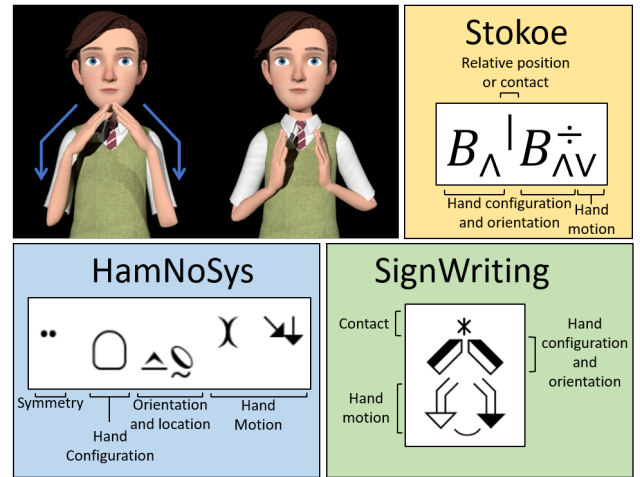 Stokoe
Relative position
or contact
B∧ | B∧∨÷
Hand configuration
and orientation
Hand
motion
HamNoSys
Symmetry
Hand
Configuration
Orientation
and location
Hand
Motion
SignWriting
Contact
Hand
motion
Hand
configuration
and
orientation